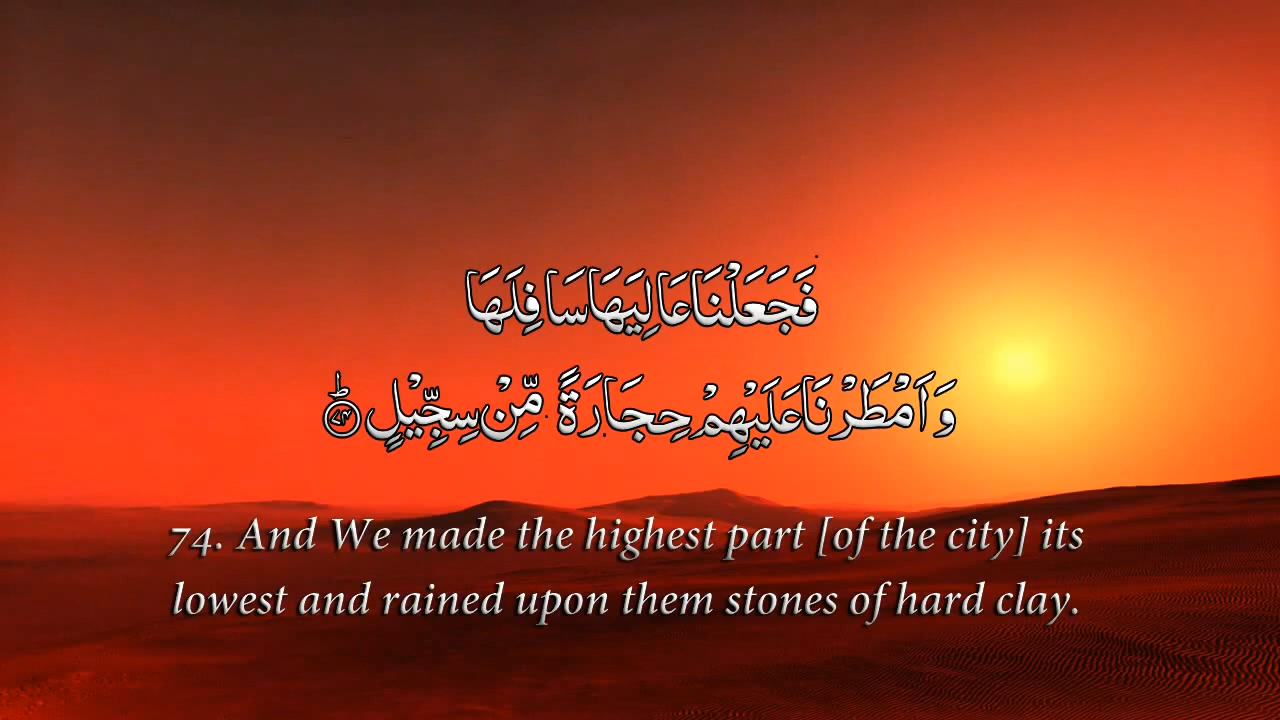 فَجَعَلْنَا عَالِيَهَا سَافِلَهَا
وَاَمْطَرْنَا عَلَيْهِمْ حِجَارَةً مِّنْ سِجِّيْلٍؕ ﴿۷۴﴾
74. And We made the highest part [of the city] its
lowest and rained upon them stones of hard clay.